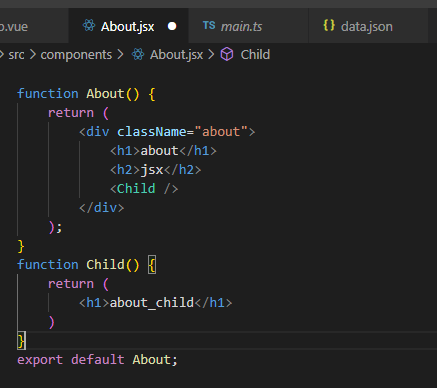 .vue
About.jsx
main.ts
data.json
> src > components > About.jsx > Child
function About() {
    return (
        <div className="about">
            <h1>about</h1>
            <h2>jsx</h2>
            <Child />
        </div>
    );
}
function Child() {
    return (
        <h1>about_child</h1>
    )
}
export default About;